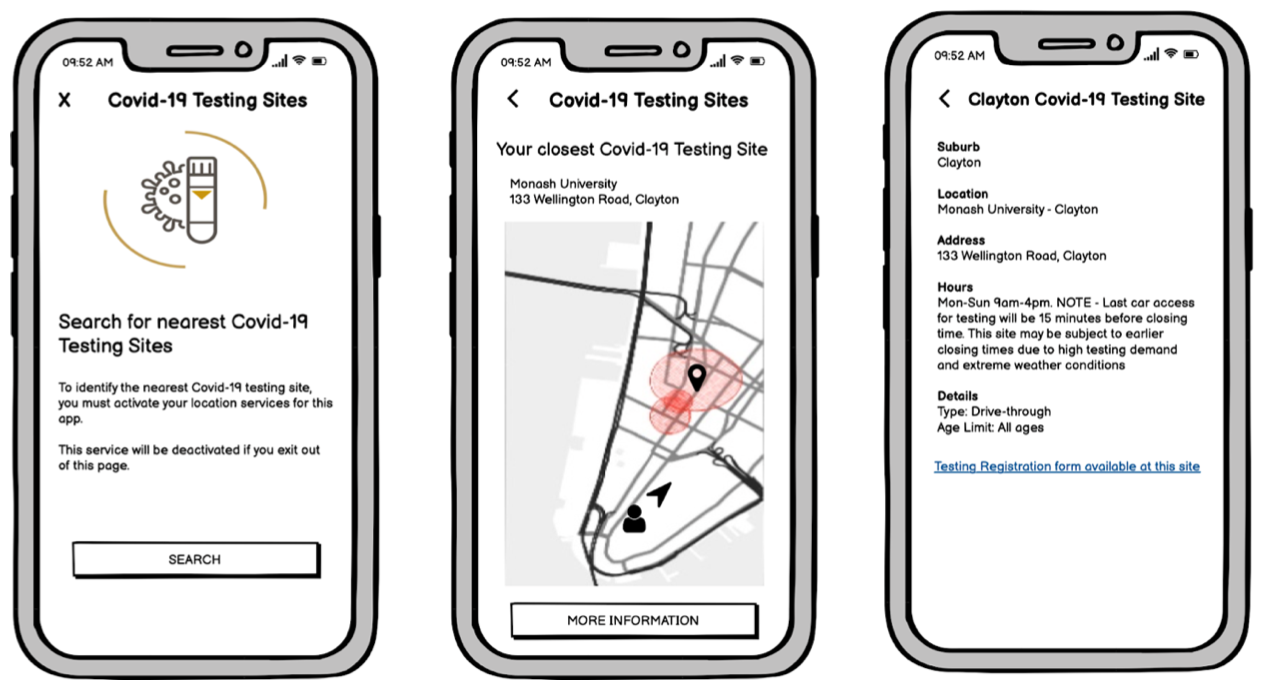 09:52 AM
X Covid-19 Testing Sites
Search for nearest Covid-19
Testing Sites
To identify the nearest Covid-19 testing site,
you must activate your location services for this
app.
This service will be deactivated if you exit out
of this page.
SEARCH
09:52 AM
Covid-19 Testing Sites
Your closest Covid-19 Testing Site
Monash University
133 Wellington Road, Clayton
MORE INFORMATION
09:52 AM
Clayton Covid-19 Testing Site
Suburb
Clayton
Location
Monash University - Clayton
Address
133 Wellington Road, Clayton
Hours
Mon-Sun 9am-4pm. NOTE - Last car access
for testing will be 15 minutes before closing
time. This site may be subject to earlier
closing times due to high testing demand
and extreme weather conditions
Details
Type: Drive-through
Age Limit: All ages
Testing Registration form available at this site